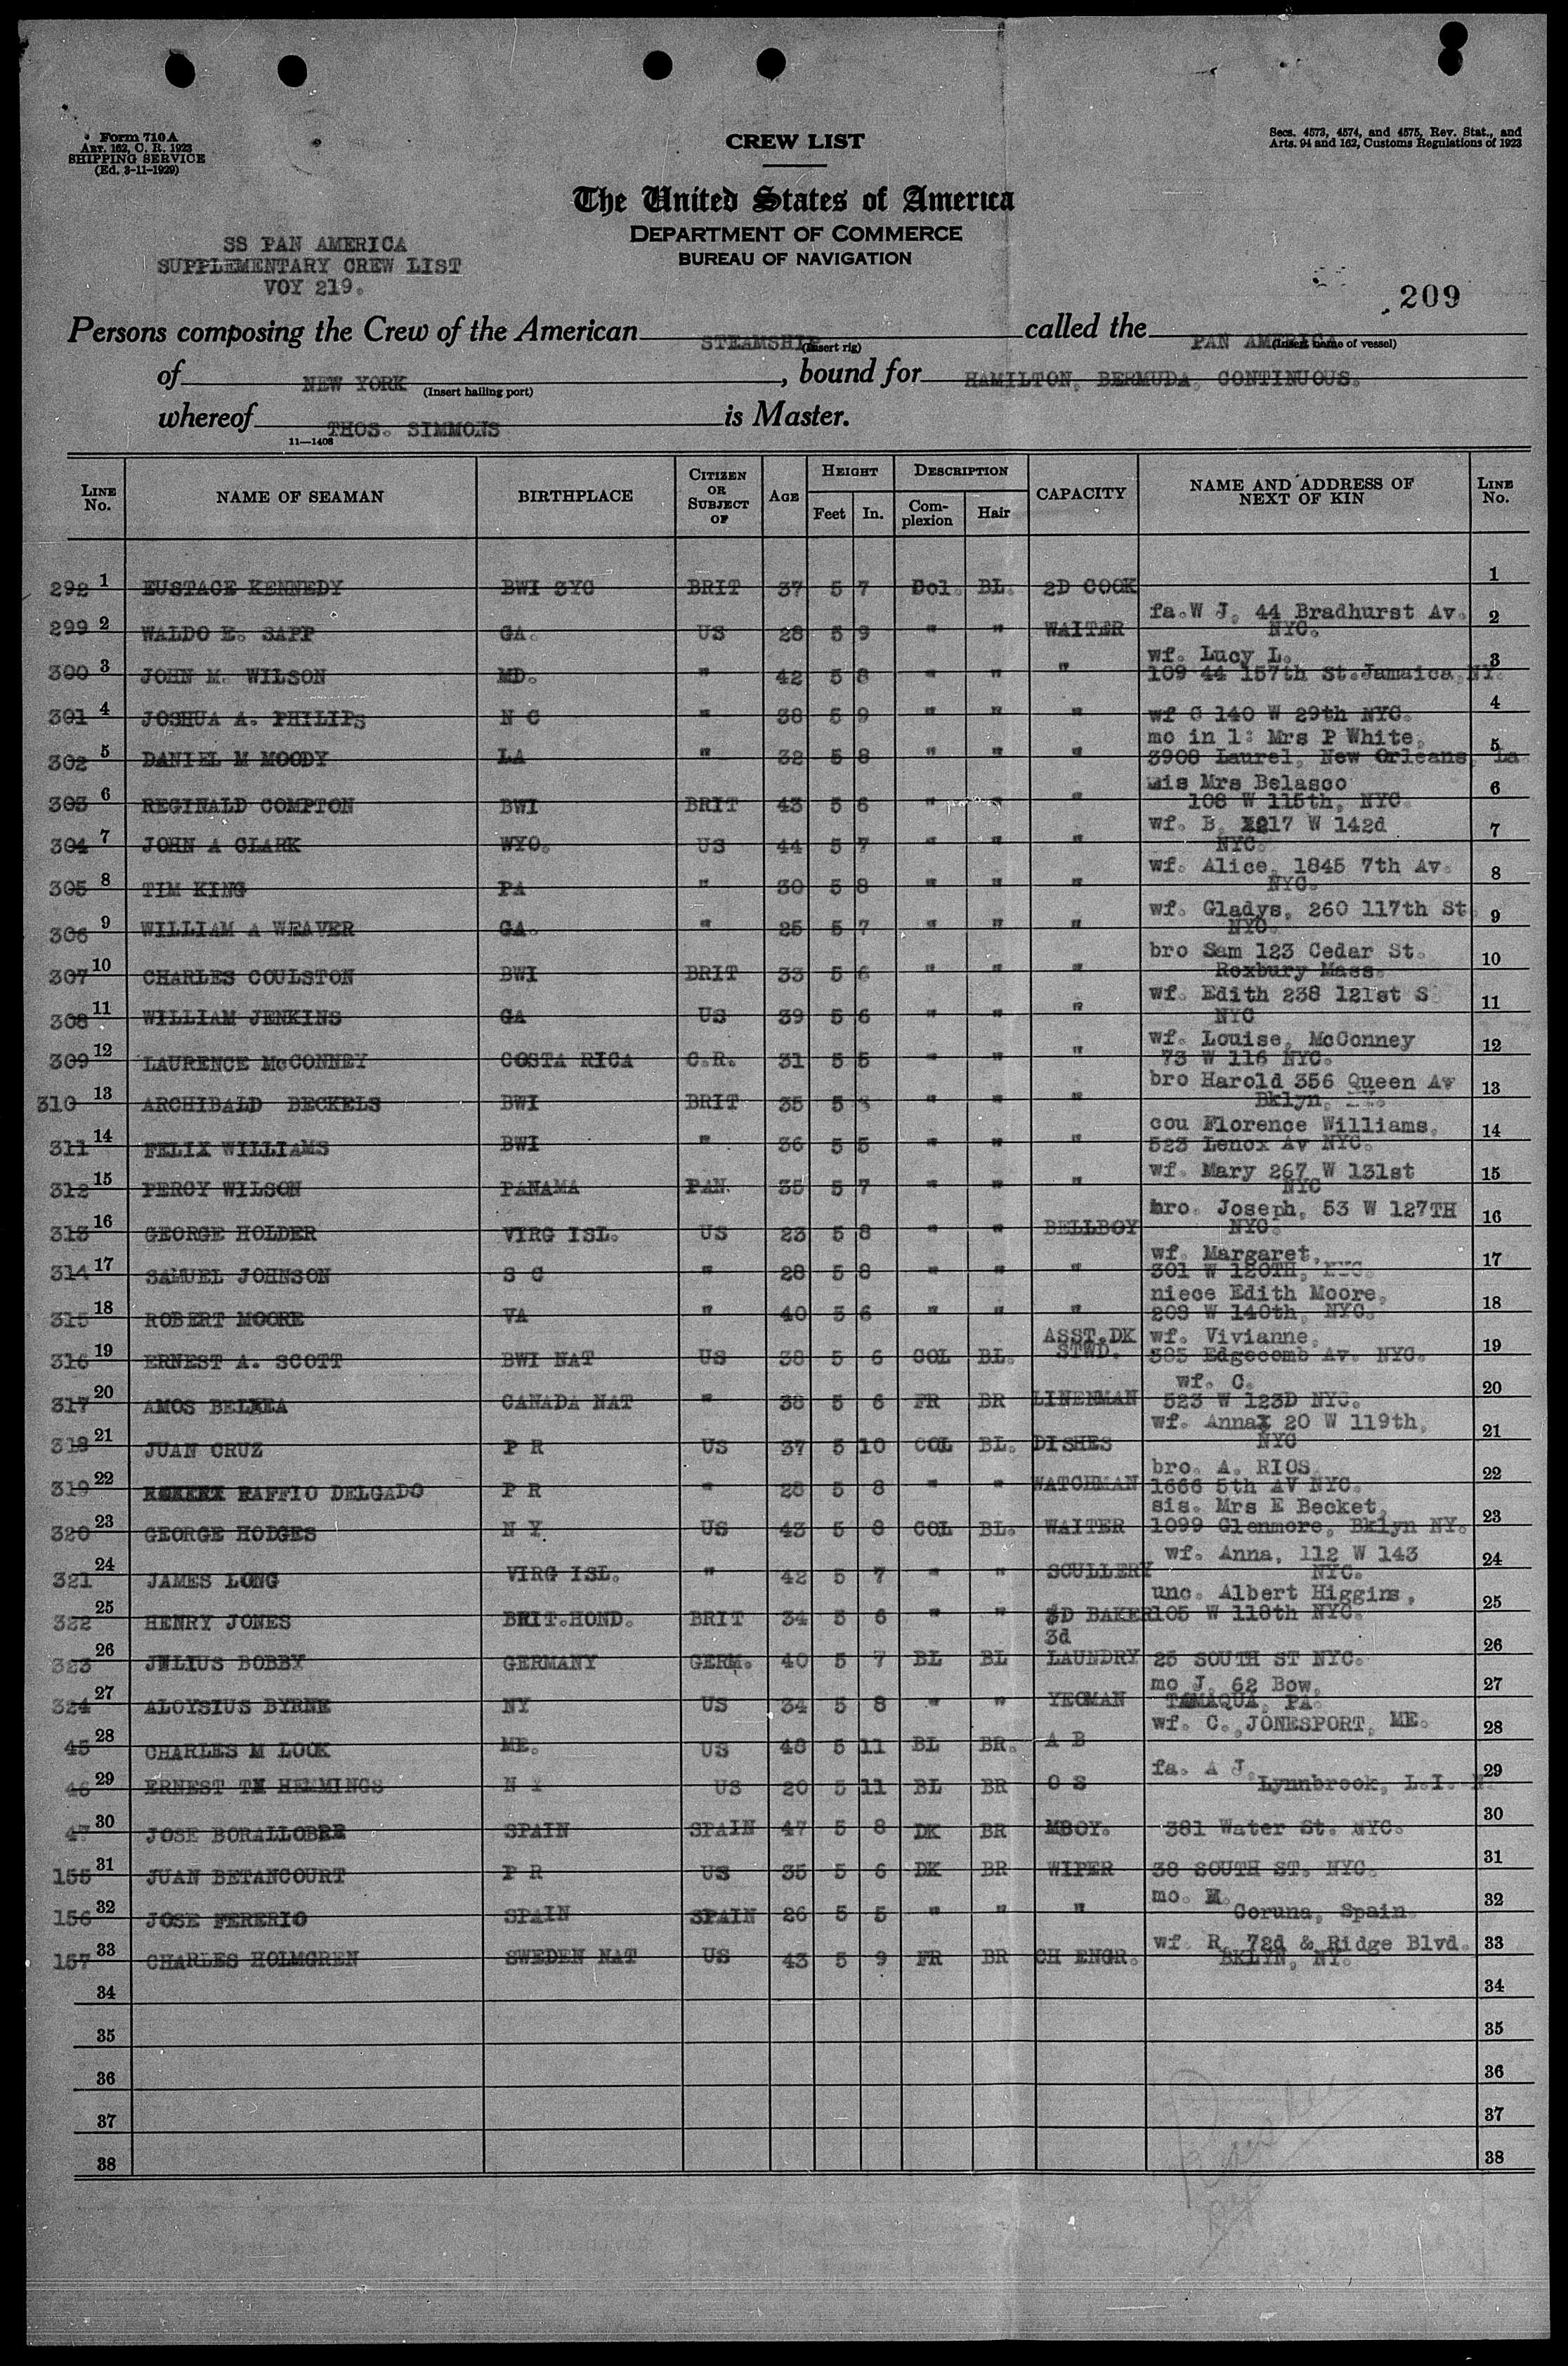 Form 710 A
ART. 162, C. R. 1923
SHIPPING SERVICE
(Ed. 3-11-1929)
CREW LIST
Secs. 4573, 4574, and 4575, Rev. Stat., and
Arts. 94 and 162, Customs Regulations of 1923
The United States of America
DEPARTMENT OF COMMERCE
BUREAU OF NAVIGATION
SS PAN AMERICA
SUPPLEMENTARY CREW LIST
VOY 219.
209
Persons composing the Crew of the American STEAMSHIP called the PAN AMERICA
(Insert rig) (Insert name of vessel)
of NEW YORK, bound for HAMILTON, BERMUDA, CONTINUOUS.
(Insert hailing port)
whereof THOS. SIMMONS is Master.
11—1408
LINE No. NAME OF SEAMAN BIRTHPLACE CITIZEN OR SUBJECT OF AGE HEIGHT Feet In. DESCRIPTION Complexion Hair CAPACITY NAME AND ADDRESS OF NEXT OF KIN LINE No.
292 1 EUSTACE KENNEDY BWI 3YC BRIT 37 5 7 Dol. BL. 2D COOK 1
299 2 WALDO E. SAPP GA. US 28 5 9 " " WAITER fa.W J, 44 Bradhurst Av. NYC. 2
300 3 JOHN M. WILSON MD. " 42 5 8 " " " wf. Lucy L. 109 44 157th St.Jamaica,NY. 3
301 4 JOSHUA A. PHILIPS N C " 38 5 9 " " " wf C 140 W 29th NYC. 4
302 5 DANIEL M MOODY LA " 32 5 8 " " " mo in l: Mrs P White, 3908 Laurel, New Orleans, La 5
303 6 REGINALD COMPTON BWI BRIT 43 5 6 " " " Mrs Belasco 108 W 115th, NYC 6
304 7 JOHN A CLARK WYO. US 44 5 7 " " " wf. B, 217 W 142d NYC. 7
305 8 TIM KING PA " 30 5 8 " " " wf. Alice, 1845 7th Av. NYC. 8
306 9 WILLIAM A WEAVER GA. " 25 5 7 " " " wf. Gladys, 260 117th St. NYC. 9
307 10 CHARLES COULSTON BWI BRIT 33 5 6 " " " bro Sam 123 Cedar St. Roxbury Mass. 10
308 11 WILLIAM JENKINS GA US 39 5 6 " " " wf. Edith 238 121st S NYC 11
309 12 LAURENCE McCONNEY COSTA RICA C.R. 31 5 5 " " " wf. Louise, McConney 73 W 116 NYC. 12
310 13 ARCHIBALD BECKELS BWI BRIT 35 5 " " " bro Harold 356 Queen Av Bklyn, 13
311 14 FELIX WILLIAMS BWI " 36 5 5 " " " cou Florence Williams, 523 Lenox Av NYC. 14
312 15 PERCY WILSON PANAMA PAN. 35 5 7 " " " wf. Mary 267 W 131st NYC 15
313 16 GEORGE HOLDER VIRG ISL. US 23 5 8 " " BELLBOY bro. Joseph, 53 W 127TH NYC. 16
314 17 SAMUEL JOHNSON S C " 28 5 8 " " " wf. Margaret, 301 W 120TH, NYC. 17
315 18 ROBERT MOORE VA " 40 5 6 " " " niece Edith Moore, 203 W 140th, NYC. 18
316 19 ERNEST A. SCOTT BWI NAT US 38 5 6 COL BL. ASST.DK STWD. wf. Vivianne, 385 Edgecomb Av. NYC. 19
317 20 AMOS CANADA NAT " 38 5 6 FR BR LINENMAN wf. C. 523 W 123D NYC. 20
318 21 JUAN CRUZ P R US 37 5 10 COL BL. DISHES wf. Anna 20 W 119th, NYC 21
319 22 RAFFIO DELGADO P R " 28 5 8 " " WATCHMAN bro. A. RIOS 1666 5th AV NYC. 22
320 23 GEORGE HODGES N Y US 43 5 8 COL BL. WAITER sis. Mrs E Becket, 1099 Glenmore, Bklyn NY. 23
321 24 JAMES LONG VIRG ISL. " 42 5 7 " " SCULLERY wf. Anna, 112 W 143 NYC. 24
322 25 HENRY JONES BRIT.HOND. BRIT 34 5 6 " " 3D BAKER unc. Albert Higgins, 105 W 118th NYC. 25
323 26 JULIUS BOBBY GERMANY GERM. 40 5 7 BL BL 3d LAUNDRY 25 SOUTH ST NYC. 26
324 27 ALOYSIUS BYRNE NY US 34 5 8 " " YEOMAN mo J, 62 Bow, TAMAQUA, PA. 27
45 28 CHARLES M LOOK ME. US 48 5 11 BL BR. A B wf. C. JONESPORT, ME. 28
46 29 ERNEST HEMMINGS N Y US 20 5 11 BL BR O S fa. A J, Lynnbrook, L.I. N. 29
47 30 JOSE SPAIN SPAIN 47 5 8 DK BR MBOY. 381 Water St. NYC. 30
155 31 JUAN BETANCOURT P R US 35 5 6 DK BR WIPER 38 SOUTH ST. NYC. 31
156 32 JOSE FERERIO SPAIN SPAIN 26 5 5 " " " mo. M. Coruna, Spain 32
157 33 CHARLES HOLMGREN SWEDEN NAT US 43 5 9 FR BR CH ENGR. wf. R, 72d & Ridge Blvd. BKLYN, NY. 33
34 34
35 35
36 36
37 37
38 38